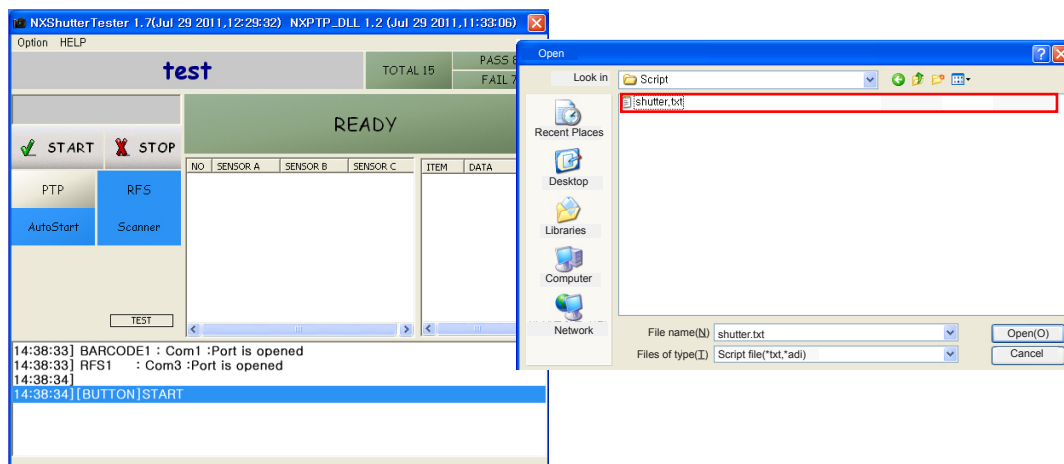 NXShutterTester 1.7(Jul 29 2011,12:29:32) NXPTP_DLL 1.2 (Jul 29 2011,11:33:06)
Option HELP
test
TOTAL 15
PASS 8
FAIL 7
READY
START STOP
PTP RFS
AutoStart Scanner
TEST
NO SENSOR A SENSOR B SENSOR C
ITEM DATA
14:38:33] BARCODE1 : Com1 :Port is opened
14:38:33] RFS1 : Com3 :Port is opened
14:38:34]
14:38:34][BUTTON]START
Open
Look in Script
shutter.txt
Recent Places
Desktop
Libraries
Computer
Network
File name(N) shutter.txt Open(O)
Files of type(T) Script file(*txt,*adi) Cancel